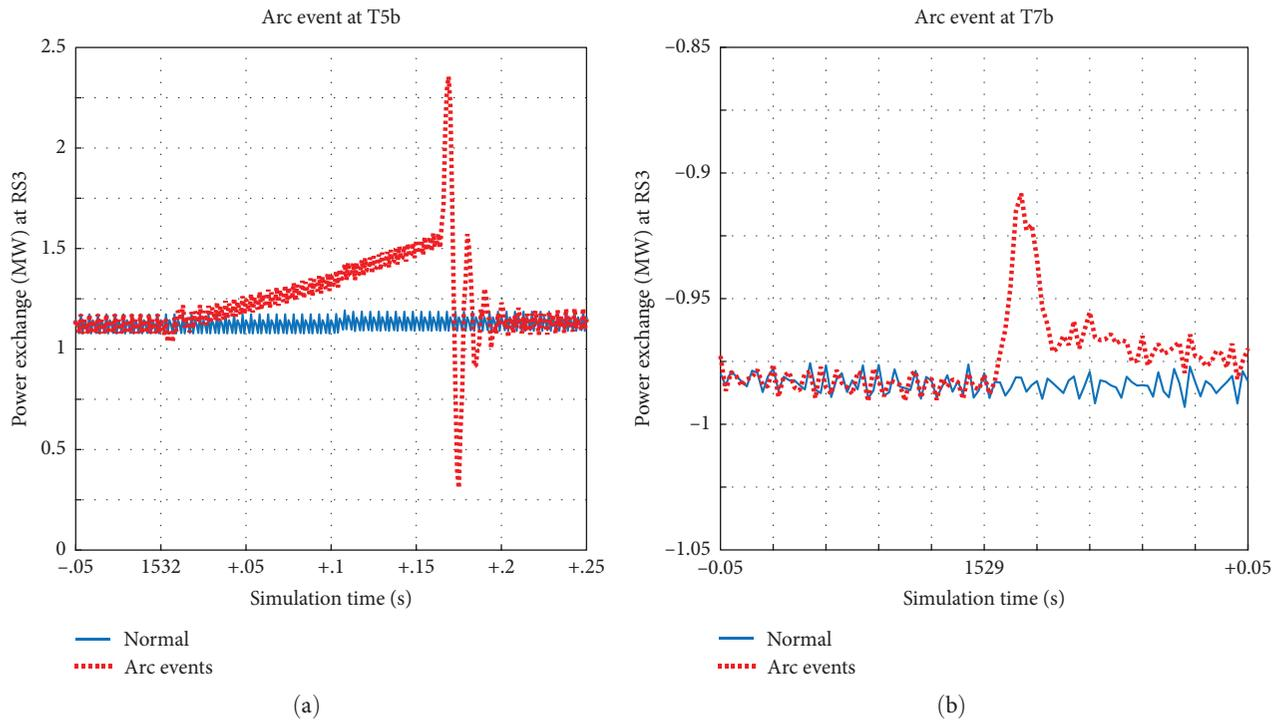 Arc event at T5b
2.5
2
1.5
1
0.5
0
Power exchange (MW) at RS3
–.05 1532 +.05 +.1 +.15 +.2 +.25
Simulation time (s)
Normal
Arc events
(a)
Arc event at T7b
–0.85
–0.9
–0.95
–1
–1.05
Power exchange (MW) at RS3
–0.05 1529 +0.05
Simulation time (s)
Normal
Arc events
(b)